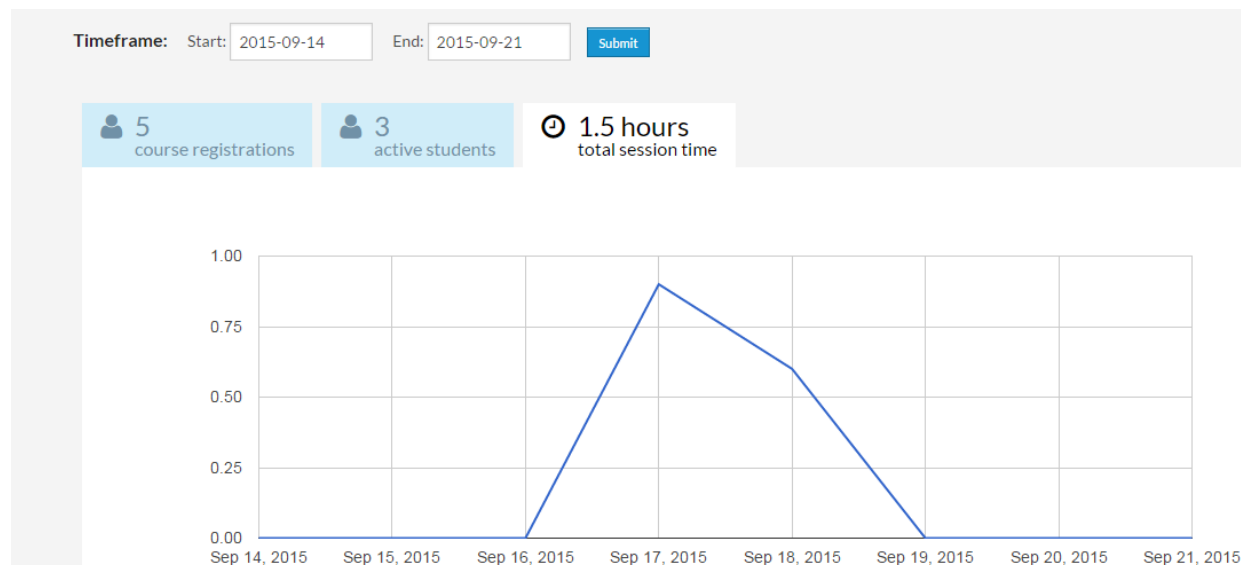 Timeframe: Start: 2015-09-14 End: 2015-09-21 Submit
5 3 1.5 hours
course registrations active students total session time
1.00
0.75
0.50
0.25
0.00
Sep 14, 2015 Sep 15, 2015 Sep 16, 2015 Sep 17, 2015 Sep 18, 2015 Sep 19, 2015 Sep 20, 2015 Sep 21, 2015